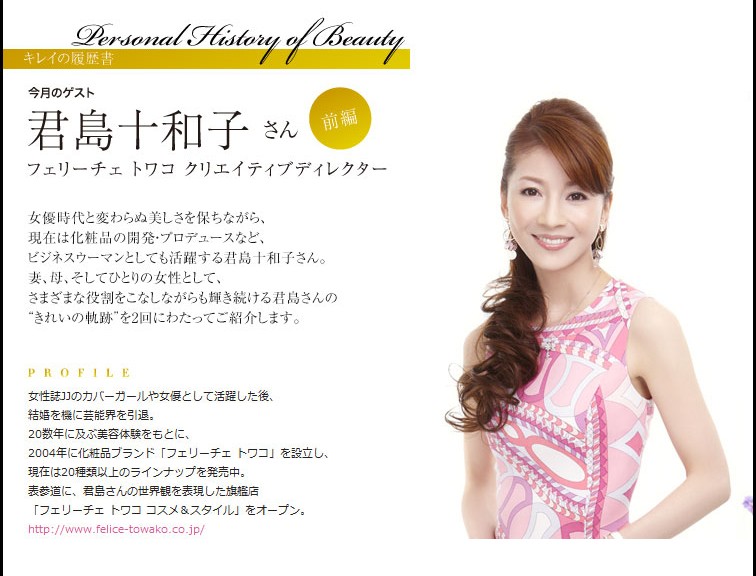 Personal History of Beauty
キレイの履歴書
今月のゲスト
君島十和子 さん
前編
フェリーチェ トワコ クリエイティブディレクター
女優時代と変わらぬ美しさを保ちながら、
現在は化粧品の開発・プロデュースなど、
ビジネスウーマンとしても活躍する君島十和子さん。
妻、母、そしてひとりの女性として、
さまざまな役割をこなしながらも輝き続ける君島さんの
“きれいの軌跡”を2回にわたってご紹介します。
PROFILE
女性誌JJのカバーガールや女優として活躍した後、
結婚を機に芸能界を引退。
20数年に及ぶ美容体験をもとに、
2004年に化粧品ブランド「フェリーチェ トワコ」を設立し、
現在は20種類以上のラインナップを発売中。
表参道に、君島さんの世界観を表現した旗艦店
「フェリーチェ トワコ コスメ＆スタイル」をオープン。
http://www.felice-towako.co.jp/